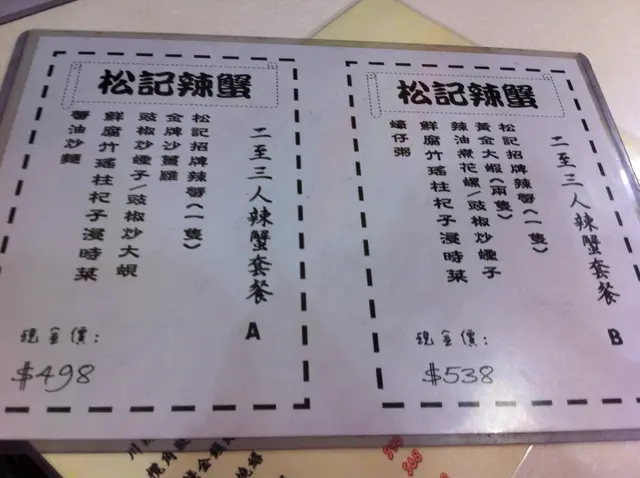 松記辣蟹
二至三人辣蟹套餐 A
松記招牌辣蟹(一隻)
金牌沙薑雞
豉椒炒蟶子/豉椒炒大蜆
鮮腐竹瑤柱杞子浸時菜
醬油炒麵
現金價:
$498
松記辣蟹
二至三人辣蟹套餐 B
松記招牌辣蟹(一隻)
黃金大蝦(兩隻)
辣油煮花螺/豉椒炒蟶子
鮮腐竹瑤柱杞子浸時菜
蠔仔粥
現金價:
$538
568